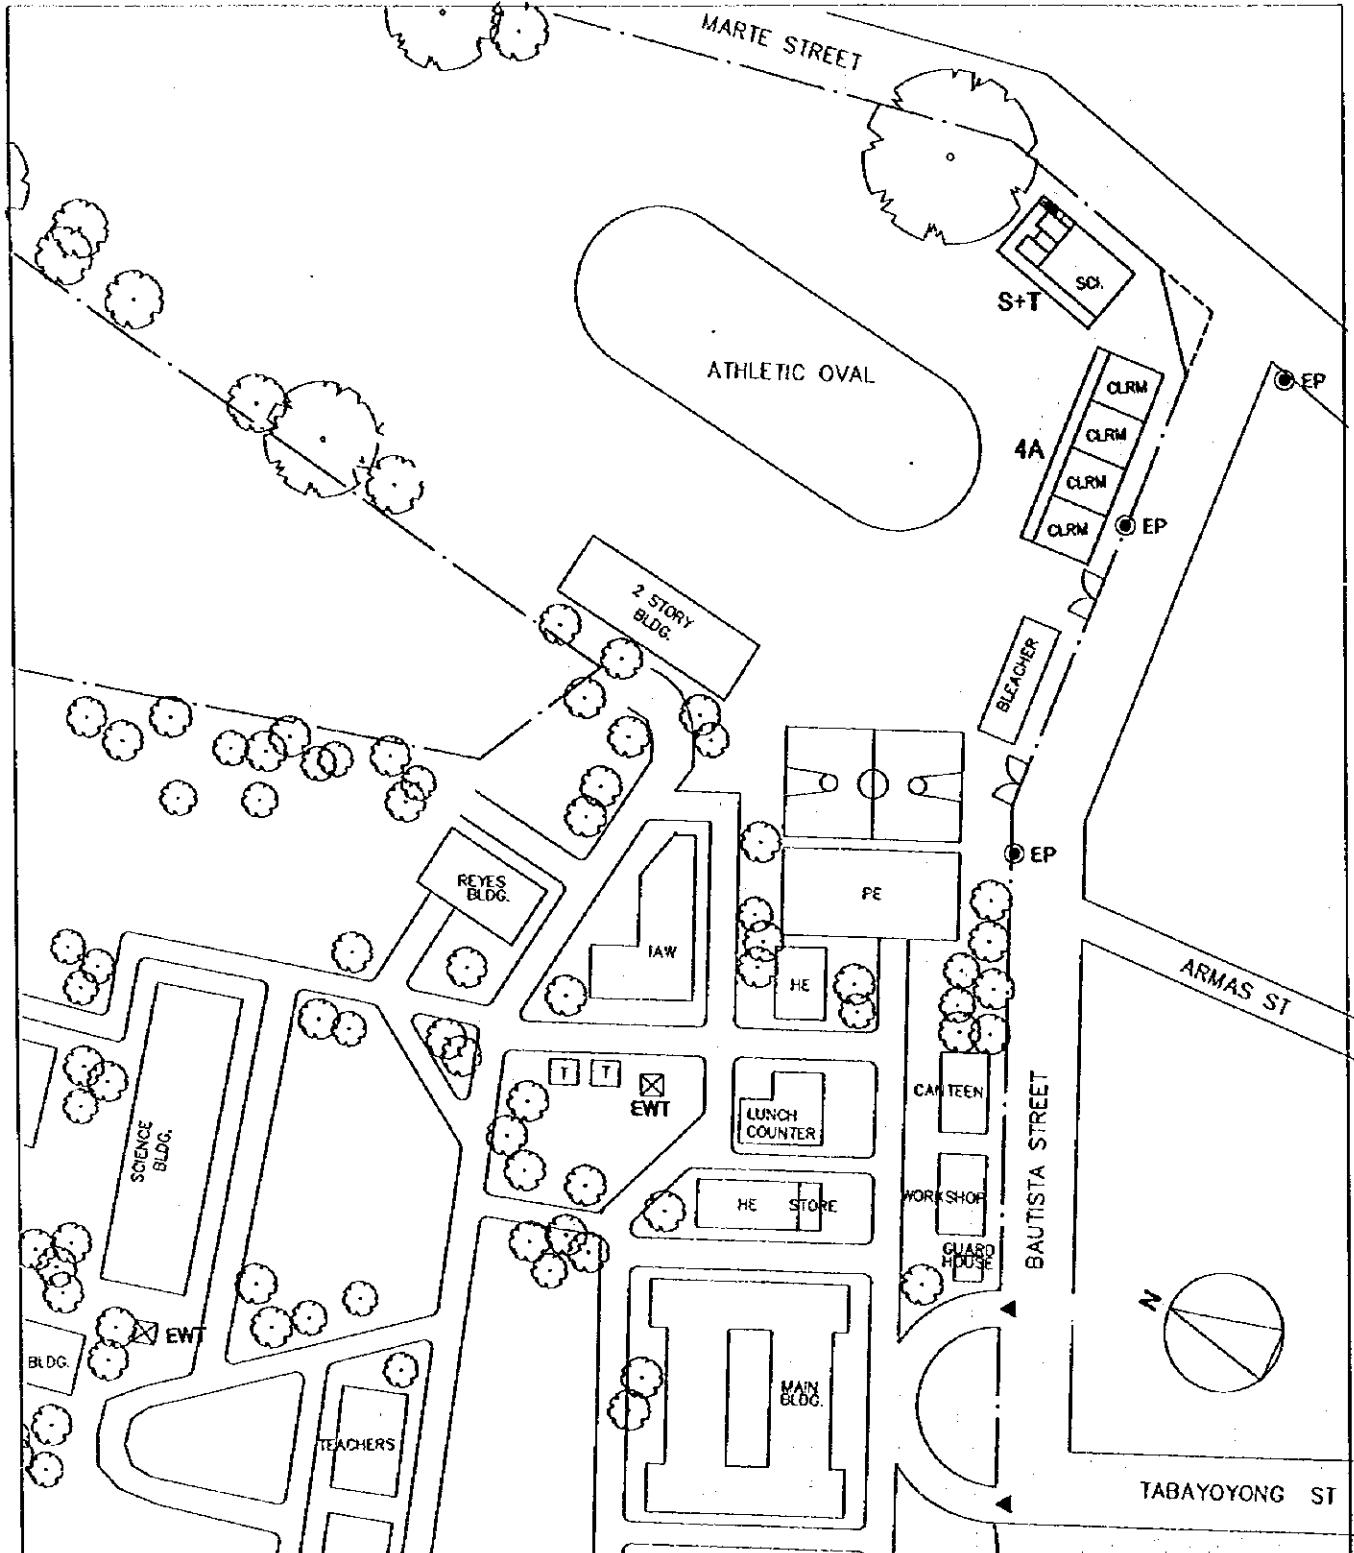 MARTE STREET
SCI.
S+T
ATHLETIC OVAL
EP
CLRM
4A
CLRM
CLRM
CLRM
EP
2 STORY
BLDG.
BLEACHER
EP
REYES
BLDG.
PE
IAW
HE
ARMAS ST
T
T
EWT
CANTEEN
LUNCH
COUNTER
SCIENCE
BLDG.
BAUTISTA STREET
HE
STORE
WORKSHOP
GUARD
HOUSE
N
EWT
BLDG.
MAIN
BLDG.
TEACHERS
TABAYOYONG ST